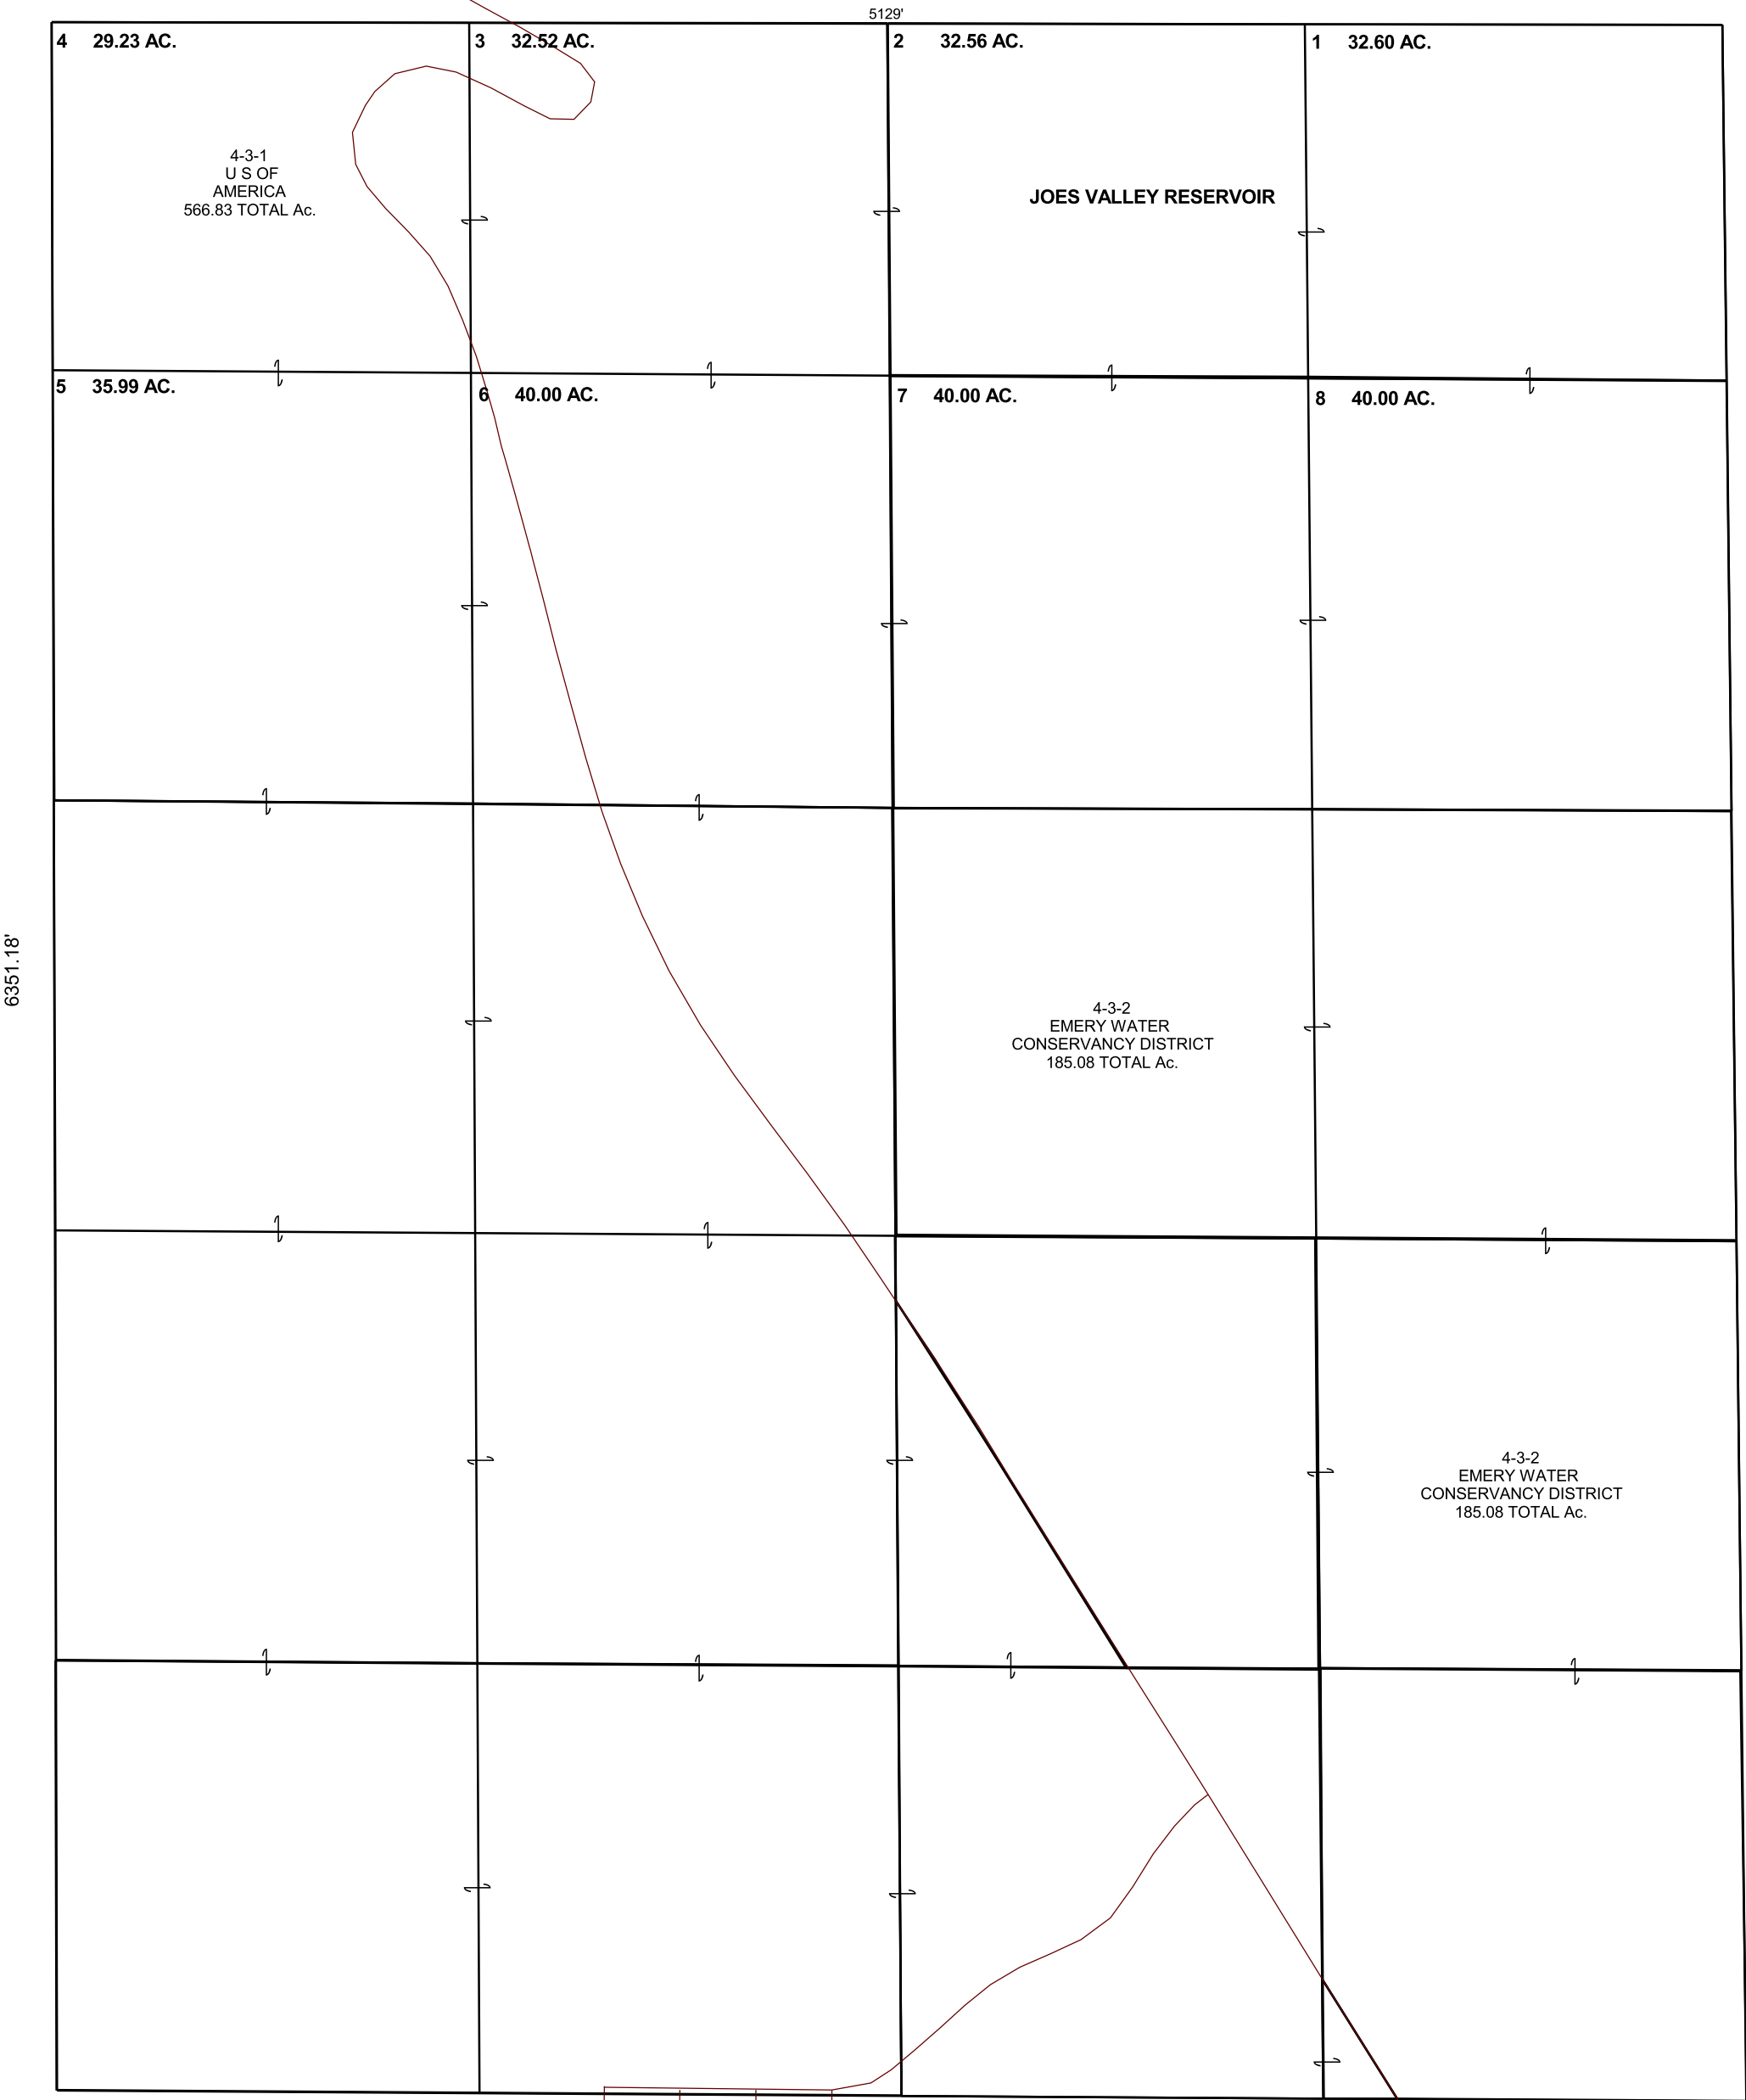 5129'
4 29.23 AC.
3 32.52 AC.
2 32.56 AC.
1 32.60 AC.
4-3-1
U S OF
AMERICA
566.83 TOTAL Ac.
JOES VALLEY RESERVOIR
5 35.99 AC.
6 40.00 AC.
7 40.00 AC.
8 40.00 AC.
6351.18'
4-3-2
EMERY WATER
CONSERVANCY DISTRICT
185.08 TOTAL Ac.
4-3-2
EMERY WATER
CONSERVANCY DISTRICT
185.08 TOTAL Ac.